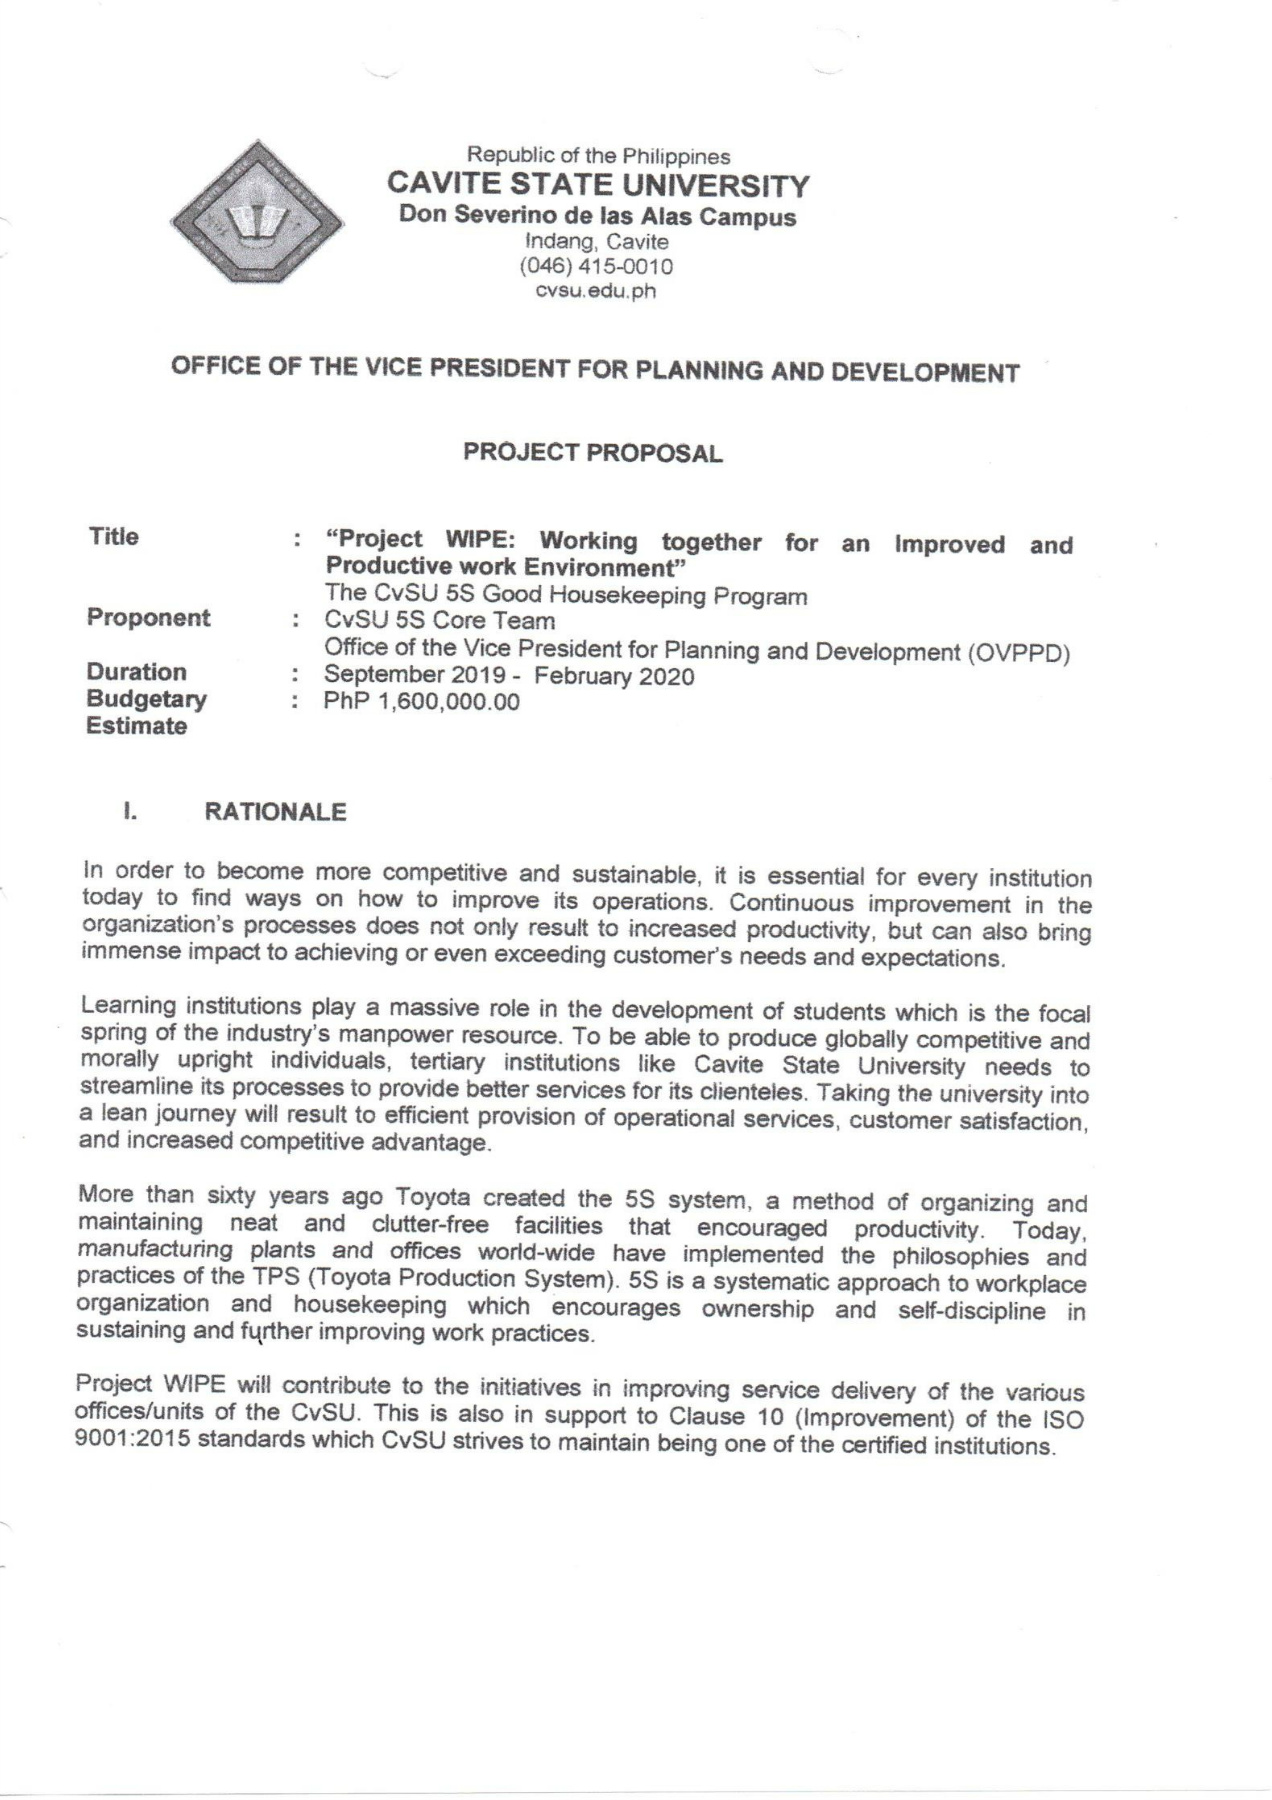 Republic of the Philippines
CAVITE STATE UNIVERSITY
Don Severino de las Alas Campus
Indang, Cavite
(046) 415-0010
cvsu.edu.ph
OFFICE OF THE VICE PRESIDENT FOR PLANNING AND DEVELOPMENT
PROJECT PROPOSAL
Title : “Project WIPE: Working together for an Improved and
Productive work Environment”
The CvSU 5S Good Housekeeping Program
Proponent : CvSU 5S Core Team
Office of the Vice President for Planning and Development (OVPPD)
Duration : September 2019 - February 2020
Budgetary : PhP 1,600,000.00
Estimate
I. RATIONALE
In order to become more competitive and sustainable, it is essential for every institution
today to find ways on how to improve its operations. Continuous improvement in the
organization's processes does not only result to increased productivity, but can also bring
immense impact to achieving or even exceeding customer's needs and expectations.
Learning institutions play a massive role in the development of students which is the focal
spring of the industry's manpower resource. To be able to produce globally competitive and
morally upright individuals, tertiary institutions like Cavite State University needs to
streamline its processes to provide better services for its clienteles. Taking the university into
a lean journey will result to efficient provision of operational services, customer satisfaction,
and increased competitive advantage.
More than sixty years ago Toyota created the 5S system, a method of organizing and
maintaining neat and clutter-free facilities that encouraged productivity. Today,
manufacturing plants and offices world-wide have implemented the philosophies and
practices of the TPS (Toyota Production System). 5S is a systematic approach to workplace
organization and housekeeping which encourages ownership and self-discipline in
sustaining and further improving work practices.
Project WIPE will contribute to the initiatives in improving service delivery of the various
offices/units of the CvSU. This is also in support to Clause 10 (Improvement) of the ISO
9001:2015 standards which CvSU strives to maintain being one of the certified institutions.